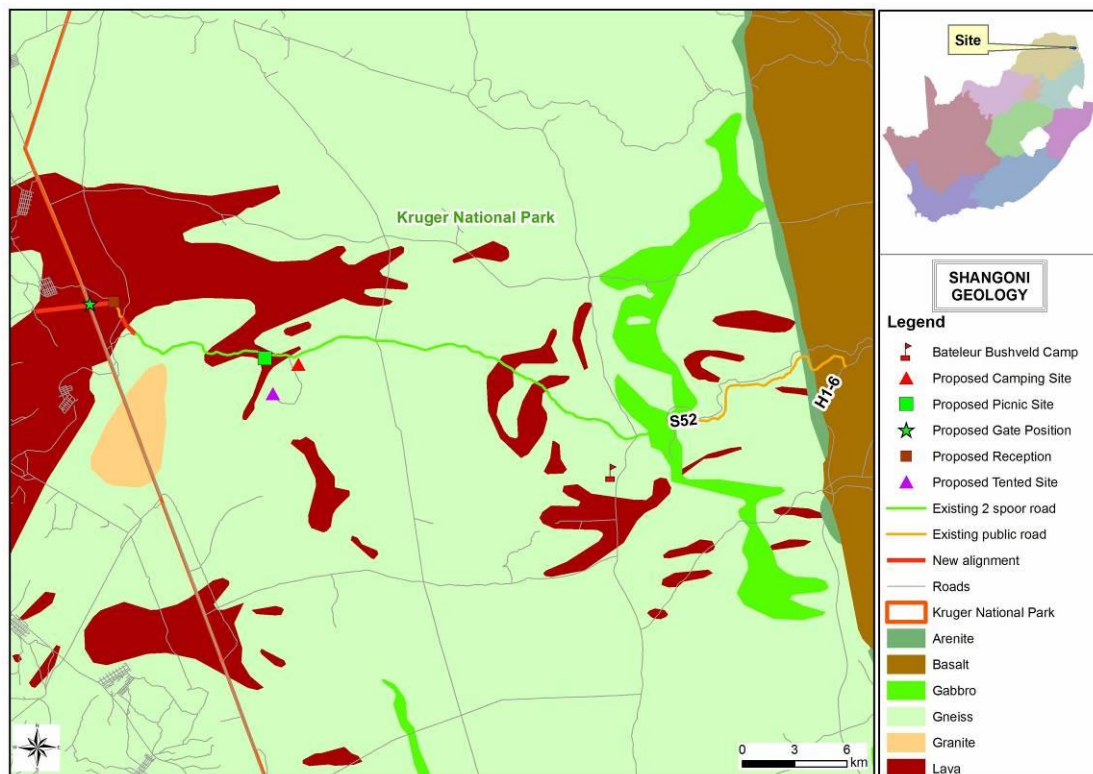 Site
Kruger National Park
S52
H1-6
N
0 3 6
km
SHANGONI
GEOLOGY
Legend
Bateleur Bushveld Camp
Proposed Camping Site
Proposed Picnic Site
Proposed Gate Position
Proposed Reception
Proposed Tented Site
Existing 2 spoor road
Existing public road
New alignment
Roads
Kruger National Park
Arenite
Basalt
Gabbro
Gneiss
Granite
Lava